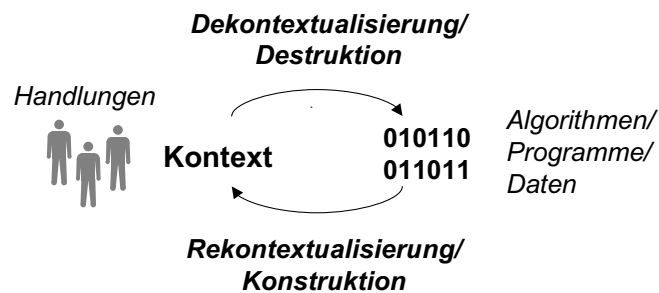 Dekontextualisierung/
Destruktion
Handlungen
Kontext
010110
011011
Algorithmen/
Programme/
Daten
Rekontextualisierung/
Konstruktion